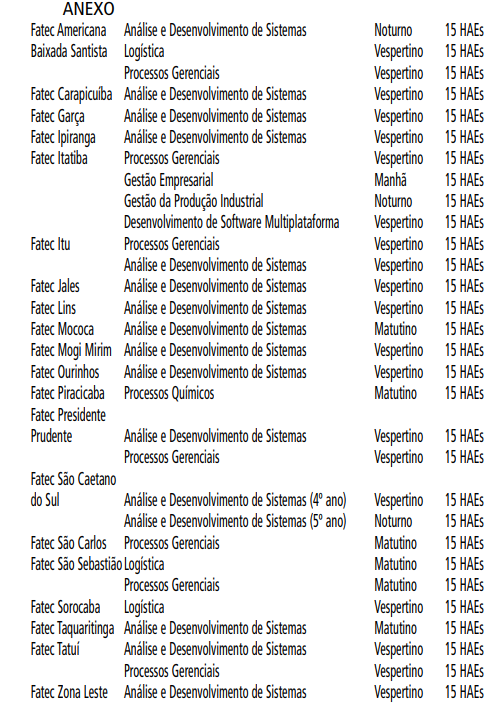 ANEXO
Fatec Americana Análise e Desenvolvimento de Sistemas Noturno 15 HAEs
Baixada Santista Logística Vespertino 15 HAEs
Processos Gerenciais Vespertino 15 HAEs
Fatec Carapicuíba Análise e Desenvolvimento de Sistemas Vespertino 15 HAEs
Fatec Garça Análise e Desenvolvimento de Sistemas Vespertino 15 HAEs
Fatec Ipiranga Análise e Desenvolvimento de Sistemas Vespertino 15 HAEs
Fatec Itatiba Processos Gerenciais Vespertino 15 HAEs
Gestão Empresarial Manhã 15 HAEs
Gestão da Produção Industrial Noturno 15 HAEs
Desenvolvimento de Software Multiplataforma Vespertino 15 HAEs
Fatec Itu Processos Gerenciais Vespertino 15 HAEs
Análise e Desenvolvimento de Sistemas Vespertino 15 HAEs
Fatec Jales Análise e Desenvolvimento de Sistemas Vespertino 15 HAEs
Fatec Lins Análise e Desenvolvimento de Sistemas Vespertino 15 HAEs
Fatec Mococa Análise e Desenvolvimento de Sistemas Matutino 15 HAEs
Fatec Mogi Mirim Análise e Desenvolvimento de Sistemas Vespertino 15 HAEs
Fatec Ourinhos Análise e Desenvolvimento de Sistemas Vespertino 15 HAEs
Fatec Piracicaba Processos Químicos Matutino 15 HAEs
Fatec Presidente
Prudente Análise e Desenvolvimento de Sistemas Vespertino 15 HAEs
Processos Gerenciais Vespertino 15 HAEs
Fatec São Caetano
do Sul Análise e Desenvolvimento de Sistemas (4º ano) Vespertino 15 HAEs
Análise e Desenvolvimento de Sistemas (5º ano) Noturno 15 HAEs
Fatec São Carlos Processos Gerenciais Matutino 15 HAEs
Fatec São Sebastião Logística Matutino 15 HAEs
Processos Gerenciais Matutino 15 HAEs
Fatec Sorocaba Logística Vespertino 15 HAEs
Fatec Taquaritinga Análise e Desenvolvimento de Sistemas Matutino 15 HAEs
Fatec Tatuí Análise e Desenvolvimento de Sistemas Vespertino 15 HAEs
Processos Gerenciais Vespertino 15 HAEs
Fatec Zona Leste Análise e Desenvolvimento de Sistemas Vespertino 15 HAEs